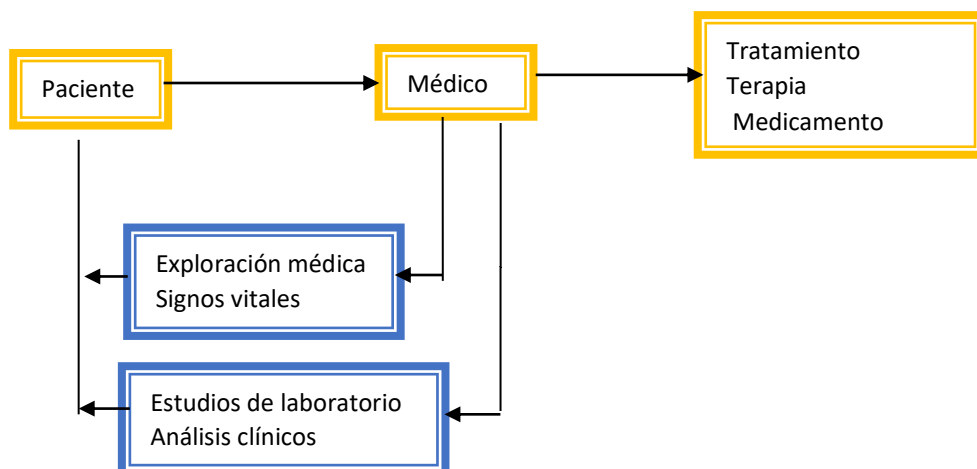 Paciente
Médico
Tratamiento
Terapia
Medicamento
Exploración médica
Signos vitales
Estudios de laboratorio
Análisis clínicos